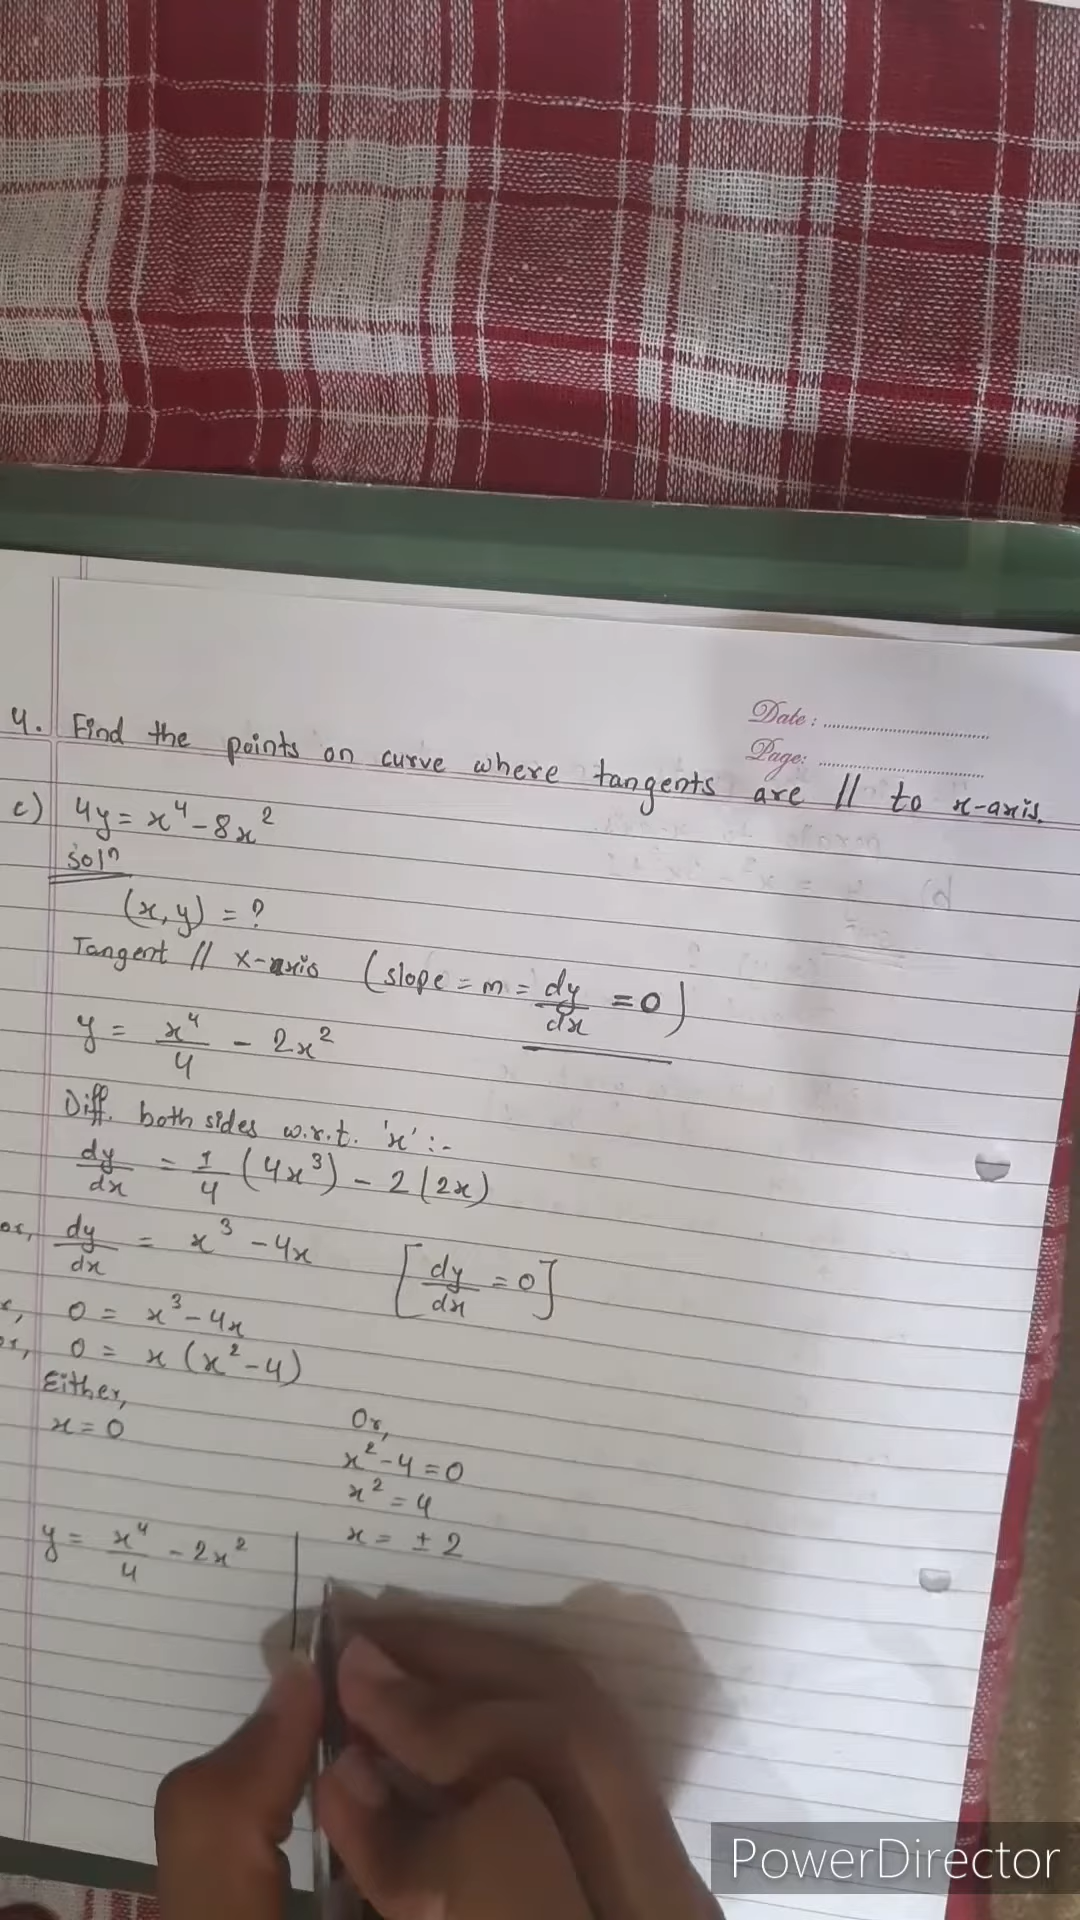 Date : ........................
Page: ........................
4. Find the points on curve where tangents are // to x-axis.
c) 4y = x⁴ - 8x²
Solⁿ
(x, y) = ?
Tangent // x-axis (slope = m = dy/dx = 0)
y = x⁴/4 - 2x²
Diff. both sides w.r.t. 'x' :-
dy/dx = 1/4 (4x³) - 2(2x)
or, dy/dx = x³ - 4x [dy/dx = 0]
0 = x³ - 4x
or, 0 = x (x² - 4)
Either,
x = 0
Or,
x² - 4 = 0
x² = 4
x = ± 2
y = x⁴/4 - 2x²
PowerDirector